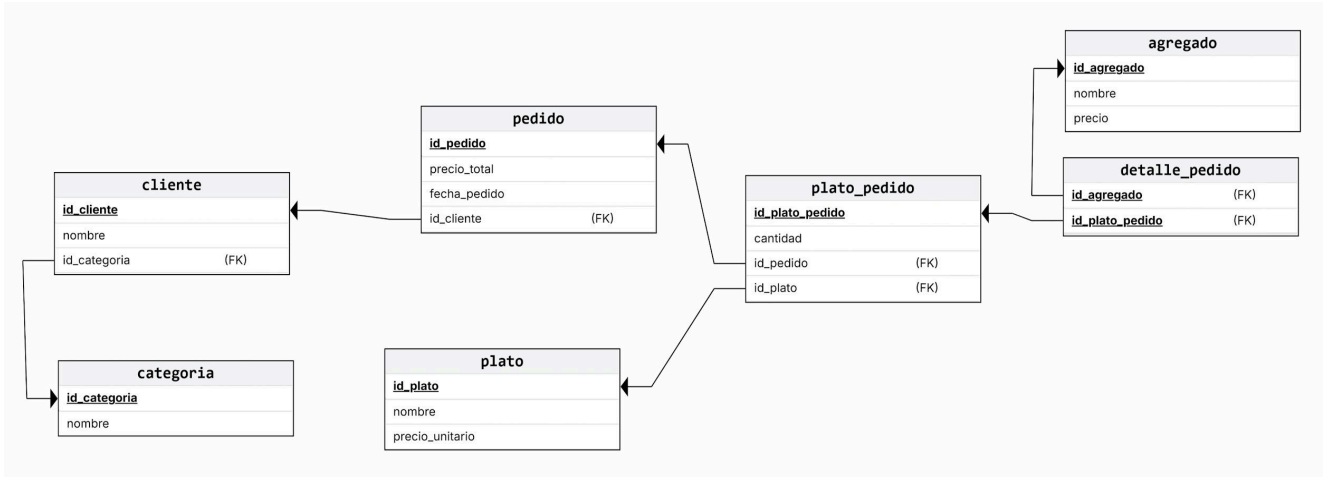 cliente
id_cliente
nombre
id_categoria (FK)
categoria
id_categoria
nombre
pedido
id_pedido
precio_total
fecha_pedido
id_cliente (FK)
plato
id_plato
nombre
precio_unitario
plato_pedido
id_plato_pedido
cantidad
id_pedido (FK)
id_plato (FK)
agregado
id_agregado
nombre
precio
detalle_pedido
id_agregado (FK)
id_plato_pedido (FK)